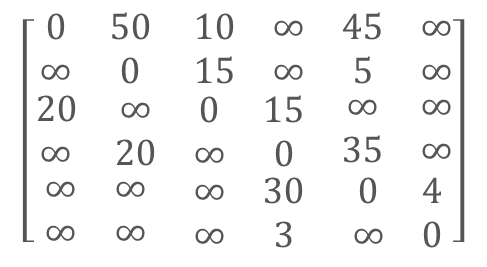 0 50 10 ∞ 45 ∞
∞ 0 15 ∞ 5 ∞
20 ∞ 0 15 ∞ ∞
∞ 20 ∞ 0 35 ∞
∞ ∞ ∞ 30 0 4
∞ ∞ ∞ 3 ∞ 0